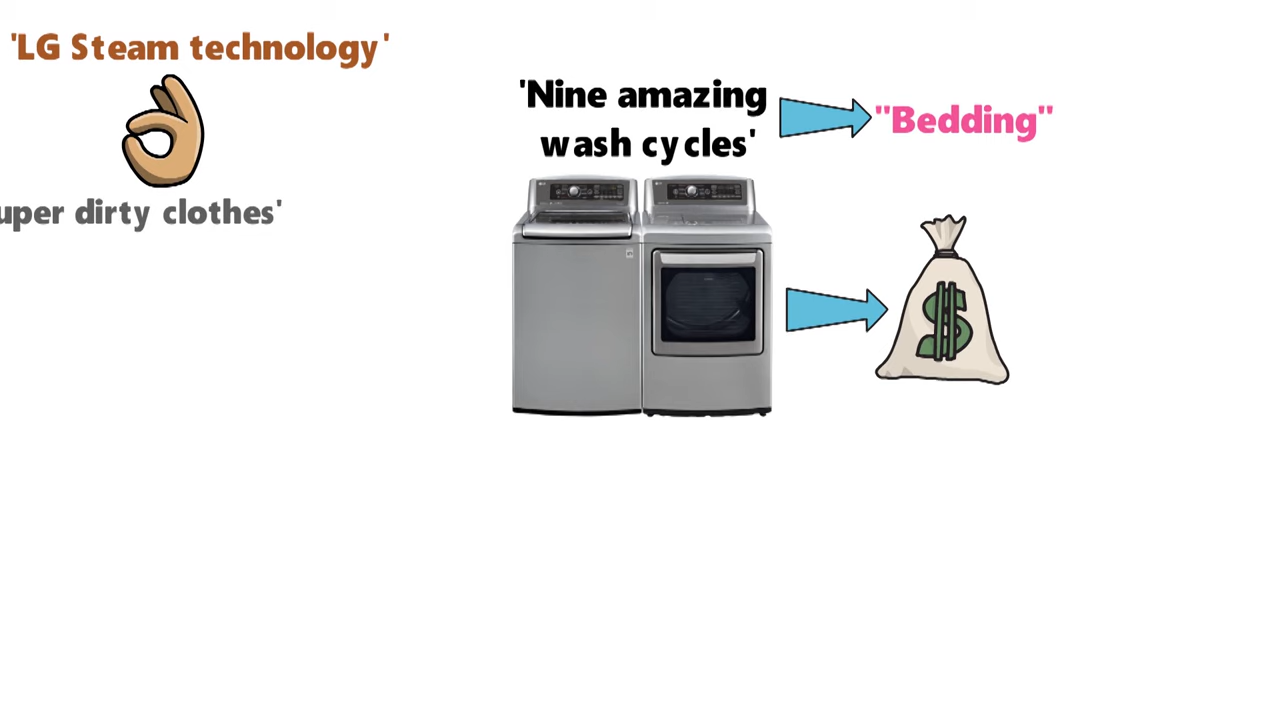 'LG Steam technology'
uper dirty clothes'
'Nine amazing
wash cycles'
"Bedding"
$